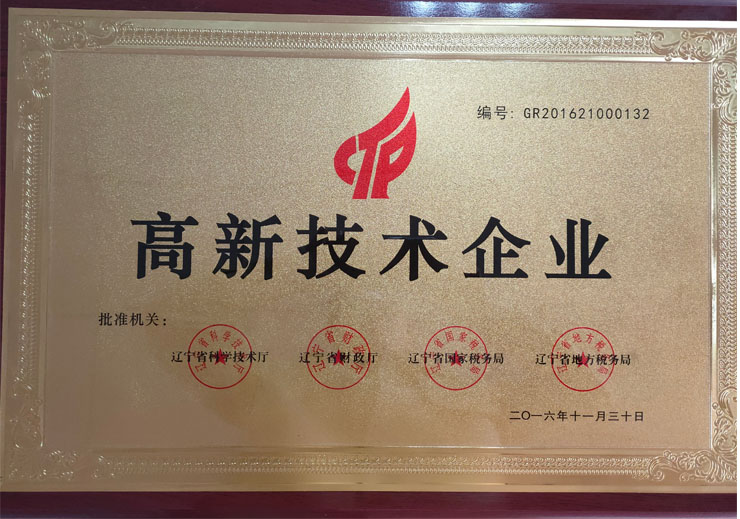 编号: GR201621000132
CTP
高新技术企业
批准机关：
辽宁省科学技术厅 辽宁省财政厅 辽宁省国家税务局 辽宁省地方税务局
二〇一六年十一月三十日